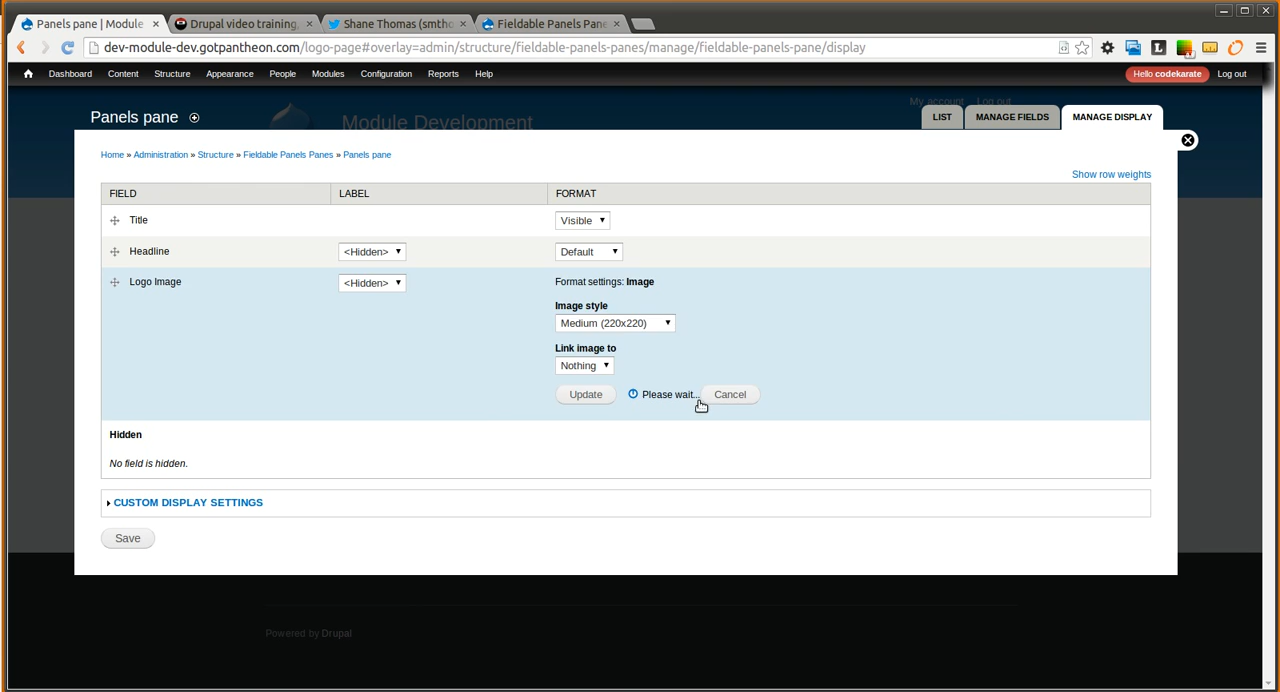 Panels pane | Module
Drupal video training,
Shane Thomas (smtho
Fieldable Panels Pane
dev-module-dev.gotpantheon.com/logo-page#overlay=admin/structure/fieldable-panels-panes/manage/fieldable-panels-pane/display
L
Dashboard Content Structure Appearance People Modules Configuration Reports Help
Hello codekarate Log out
My account Log out
Module Development
Panels pane
LIST MANAGE FIELDS MANAGE DISPLAY
Home » Administration » Structure » Fieldable Panels Panes » Panels pane
Show row weights
FIELD LABEL FORMAT
Title Visible
Headline <Hidden> Default
Logo Image <Hidden> Format settings: Image
Image style
Medium (220x220)
Link image to
Nothing
Update Please wait... Cancel
Hidden
No field is hidden.
CUSTOM DISPLAY SETTINGS
Save
Powered by Drupal